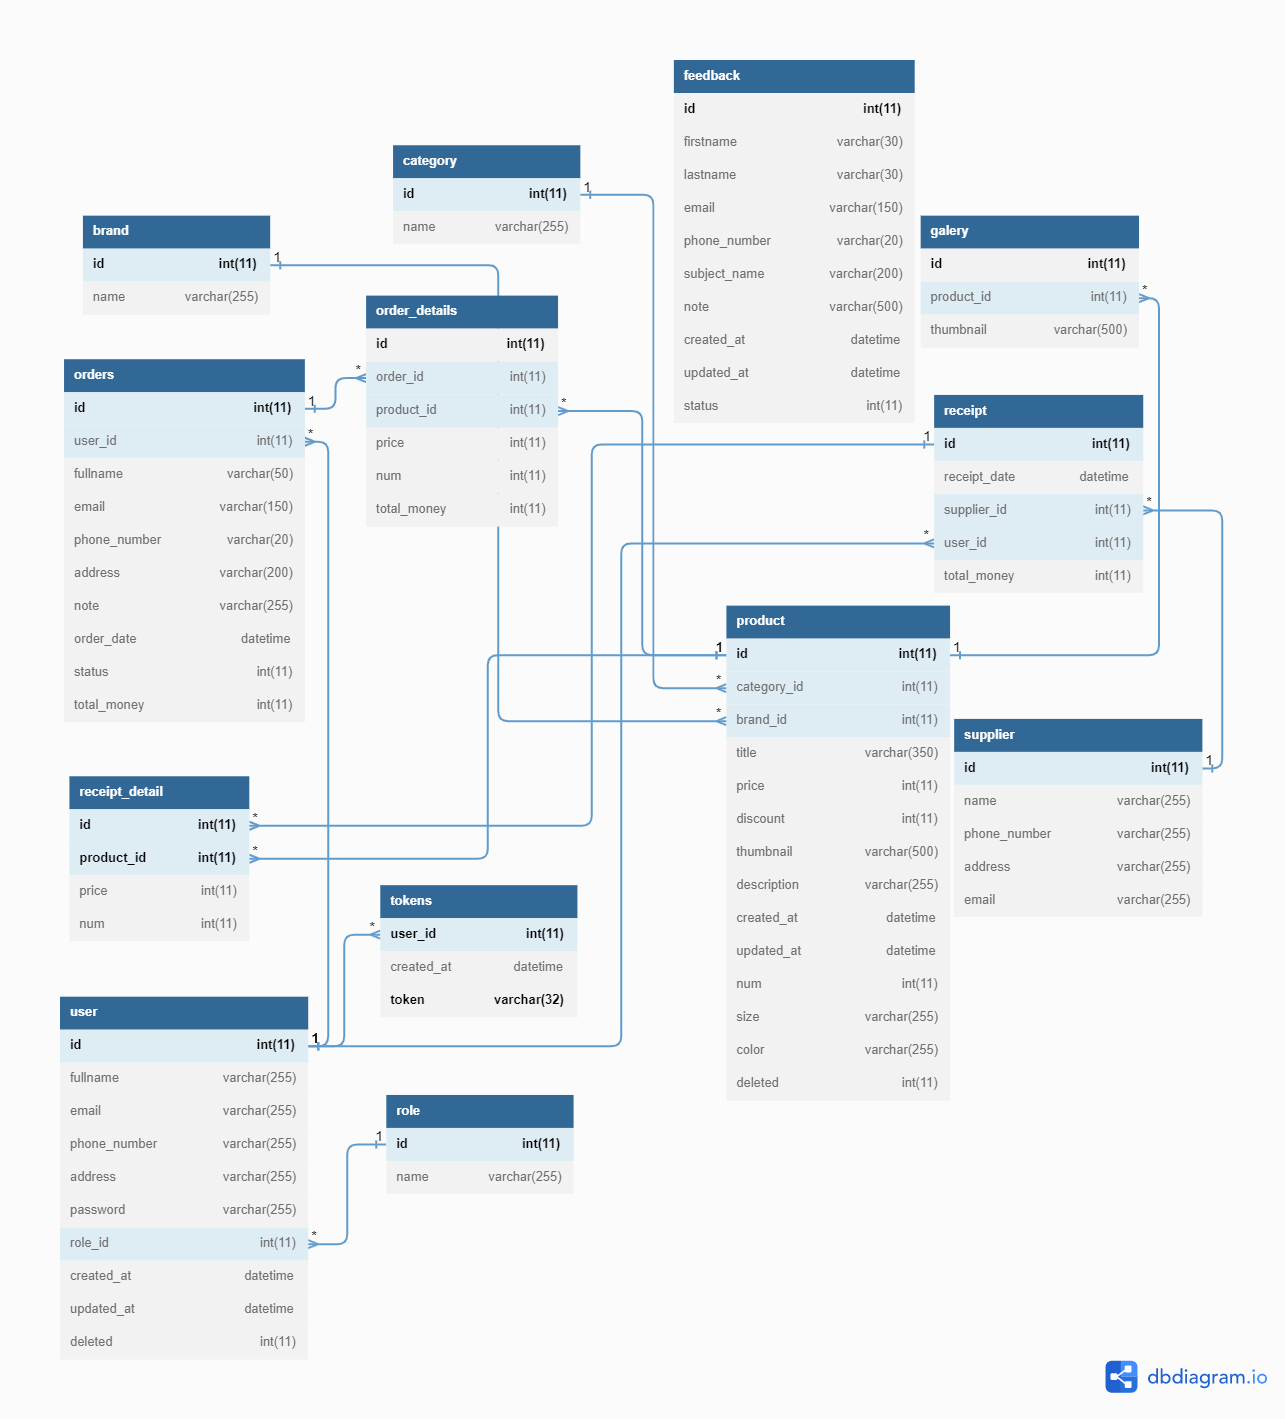 feedback
id int(11)
firstname varchar(30)
lastname varchar(30)
email varchar(150)
phone_number varchar(20)
subject_name varchar(200)
note varchar(500)
created_at datetime
updated_at datetime
status int(11)
category
id int(11) 1
name varchar(255)
brand
id int(11) 1
name varchar(255)
galery
id int(11)
product_id int(11) *
thumbnail varchar(500)
order_details
id int(11)
* order_id int(11)
product_id int(11) *
price int(11)
num int(11)
total_money int(11)
orders
id int(11) 1
user_id int(11) *
fullname varchar(50)
email varchar(150)
phone_number varchar(20)
address varchar(200)
note varchar(255)
order_date datetime
status int(11)
total_money int(11)
receipt
1 id int(11)
receipt_date datetime
supplier_id int(11) *
* user_id int(11)
total_money int(11)
product
1 id int(11) 1
* category_id int(11)
* brand_id int(11)
title varchar(350)
price int(11)
discount int(11)
thumbnail varchar(500)
description varchar(255)
created_at datetime
updated_at datetime
num int(11)
size varchar(255)
color varchar(255)
deleted int(11)
supplier
id int(11) 1
name varchar(255)
phone_number varchar(255)
address varchar(255)
email varchar(255)
receipt_detail
id int(11) *
product_id int(11) *
price int(11)
num int(11)
tokens
* user_id int(11)
created_at datetime
token varchar(32)
user
id int(11) 1
fullname varchar(255)
email varchar(255)
phone_number varchar(255)
address varchar(255)
password varchar(255)
role_id int(11) *
created_at datetime
updated_at datetime
deleted int(11)
role
1 id int(11)
name varchar(255)
dbdiagram.io